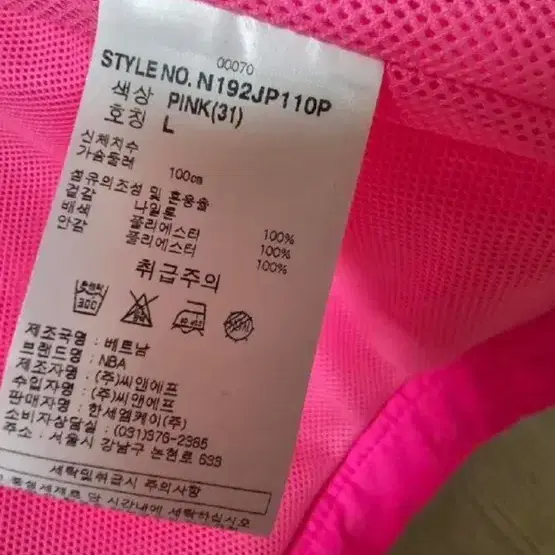 00070
STYLE NO. N192JP110P
색상 PINK(31)
호칭 L
신체치수
가슴둘레 100cm
섬유의조성 및 혼용율
겉감 나일론 100%
배색 폴리에스터 100%
안감 폴리에스터 100%
취급주의
제조국명 : 베트남
브랜드명 : NBA
제조자명 : (주)씨앤에프
수입자명 : (주)씨앤에프
판매자명 : 한세엠케이(주)
소비자상담실 : (031)376-2365
주소 : 서울시 강남구 논현로 633
세탁및취급시 주의사항
세탁하십시오